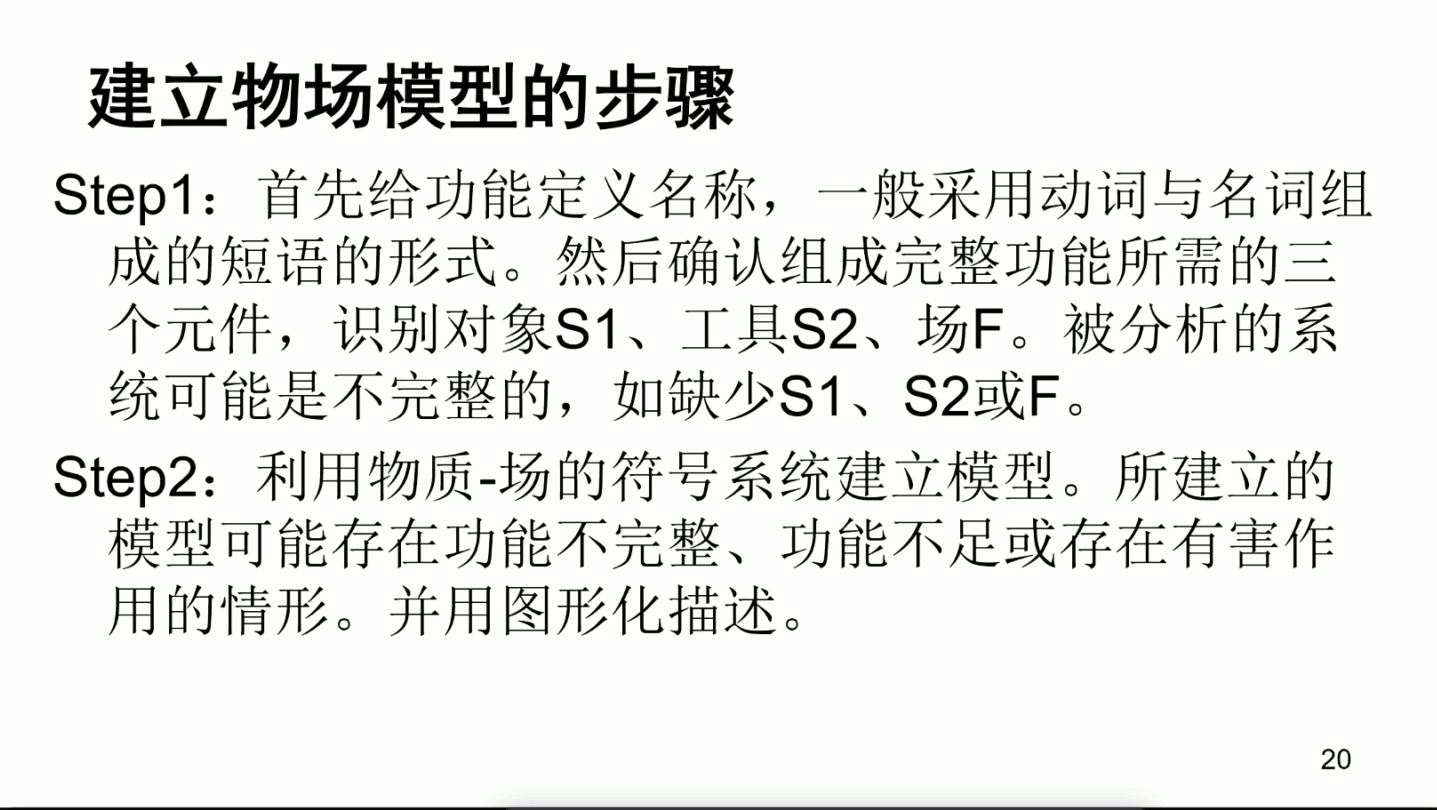 建立物场模型的步骤
Step1：首先给功能定义名称，一般采用动词与名词组
成的短语的形式。然后确认组成完整功能所需的三
个元件，识别对象S1、工具S2、场F。被分析的系
统可能是不完整的，如缺少S1、S2或F。
Step2：利用物质-场的符号系统建立模型。所建立的
模型可能存在功能不完整、功能不足或存在有害作
用的情形。并用图形化描述。
20